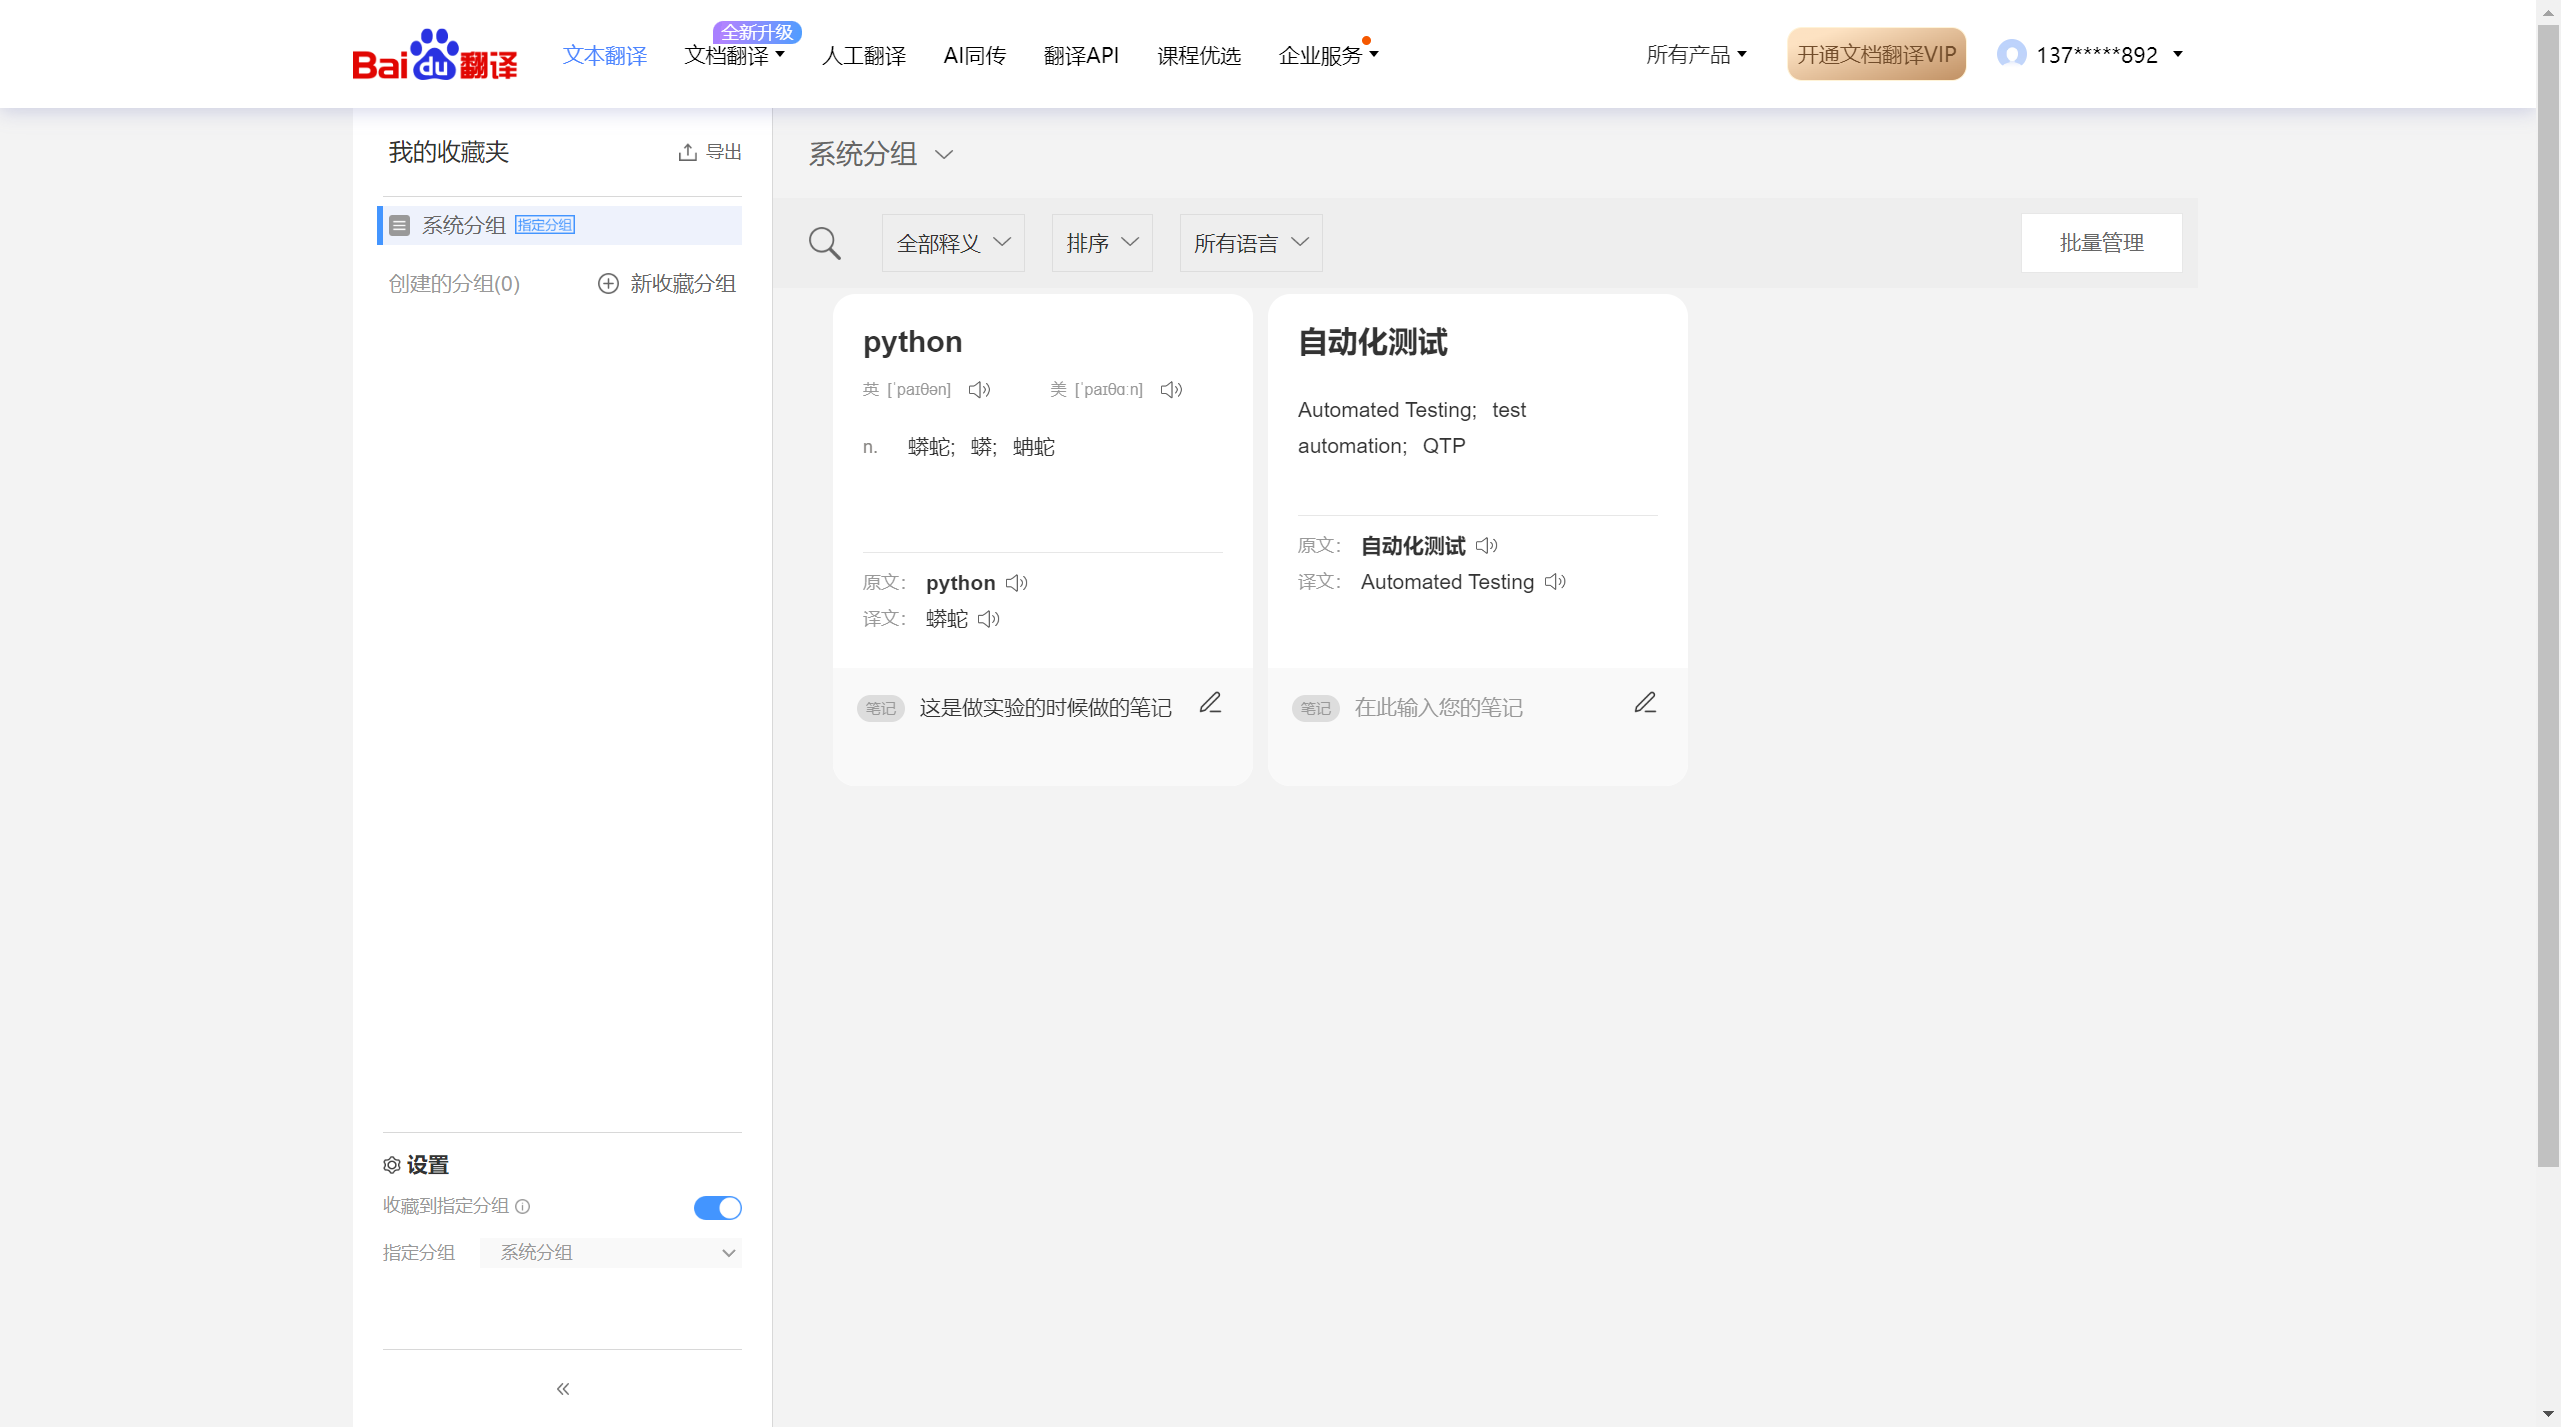 Bai du 翻译
文本翻译
文档翻译
全新升级
人工翻译
AI同传
翻译API
课程优选
企业服务
所有产品
开通文档翻译VIP
137*****892
我的收藏夹
导出
系统分组 指定分组
创建的分组(0)
新收藏分组
设置
收藏到指定分组
指定分组 系统分组
«
系统分组
全部释义
排序
所有语言
批量管理
python
英 [ˈpaɪθən] 美 [ˈpaɪθɑːn]
n. 蟒蛇; 蟒; 蚺蛇
原文: python
译文: 蟒蛇
笔记 这是做实验的时候做的笔记
自动化测试
Automated Testing; test
automation; QTP
原文: 自动化测试
译文: Automated Testing
笔记 在此输入您的笔记